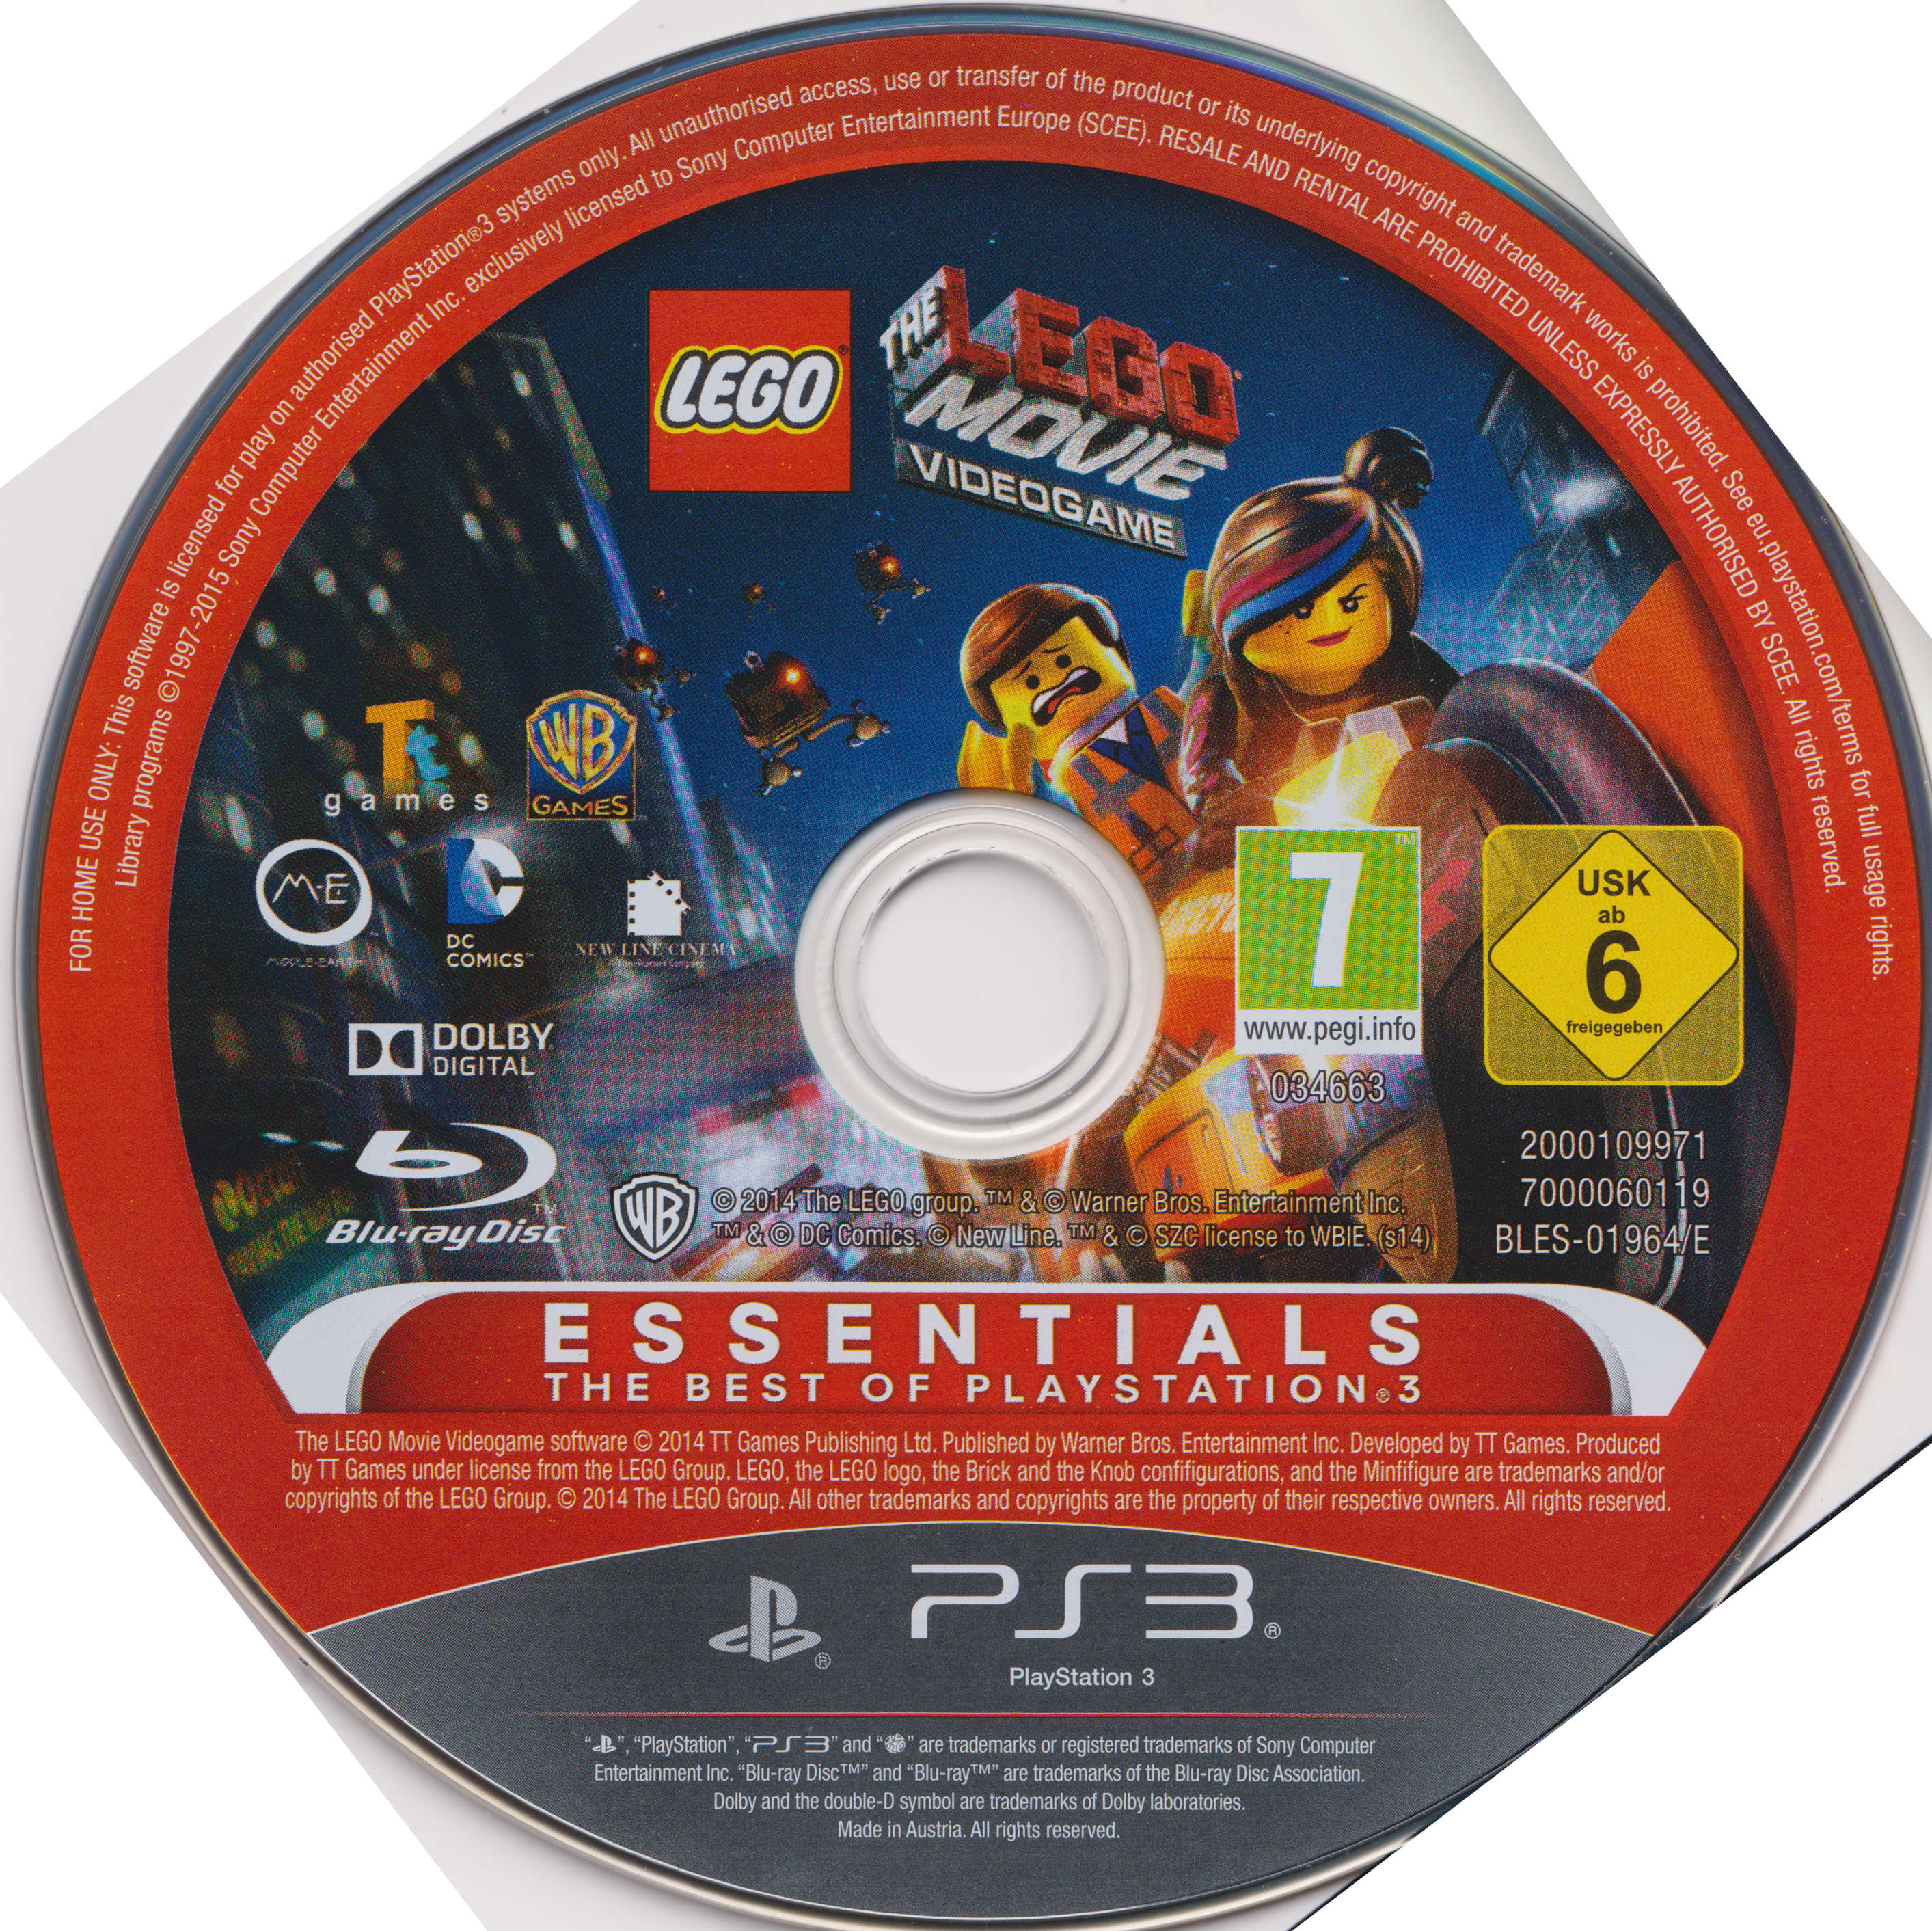 FOR HOME USE ONLY: This software is licensed for play on authorised PlayStation®3 systems only. All unauthorised access, use or transfer of the product or its underlying copyright and trademark works is prohibited. See eu.playstation.com/terms for full usage rights.
Library programs ©1997-2015 Sony Computer Entertainment Inc. exclusively licensed to Sony Computer Entertainment Europe (SCEE). RESALE AND RENTAL ARE PROHIBITED UNLESS EXPRESSLY AUTHORISED BY SCEE. All rights reserved.
LEGO®
THE LEGO
MOVIE
VIDEOGAME
Tt
games
WB
GAMES
M-E
MIDDLE-EARTH
DC
COMICS™
NEW LINE CINEMA
DOLBY
DIGITAL
Blu-ray Disc™
7™
www.pegi.info
034663
USK
ab
6
freigegeben
2000109971
7000060119
BLES-01964/E
WB
© 2014 The LEGO group. ™ & © Warner Bros. Entertainment Inc.
™ & © DC Comics. © New Line. ™ & © SZC license to WBIE. (s14)
ESSENTIALS
THE BEST OF PLAYSTATION®3
The LEGO Movie Videogame software © 2014 TT Games Publishing Ltd. Published by Warner Bros. Entertainment Inc. Developed by TT Games. Produced
by TT Games under license from the LEGO Group. LEGO, the LEGO logo, the Brick and the Knob confifigurations, and the Minfifigure are trademarks and/or
copyrights of the LEGO Group. © 2014 The LEGO Group. All other trademarks and copyrights are the property of their respective owners. All rights reserved.
PS3®
PlayStation 3
“PS”, “PlayStation”, “PS3” and “” are trademarks or registered trademarks of Sony Computer
Entertainment Inc. “Blu-ray Disc™” and “Blu-ray™” are trademarks of the Blu-ray Disc Association.
Dolby and the double-D symbol are trademarks of Dolby laboratories.
Made in Austria. All rights reserved.